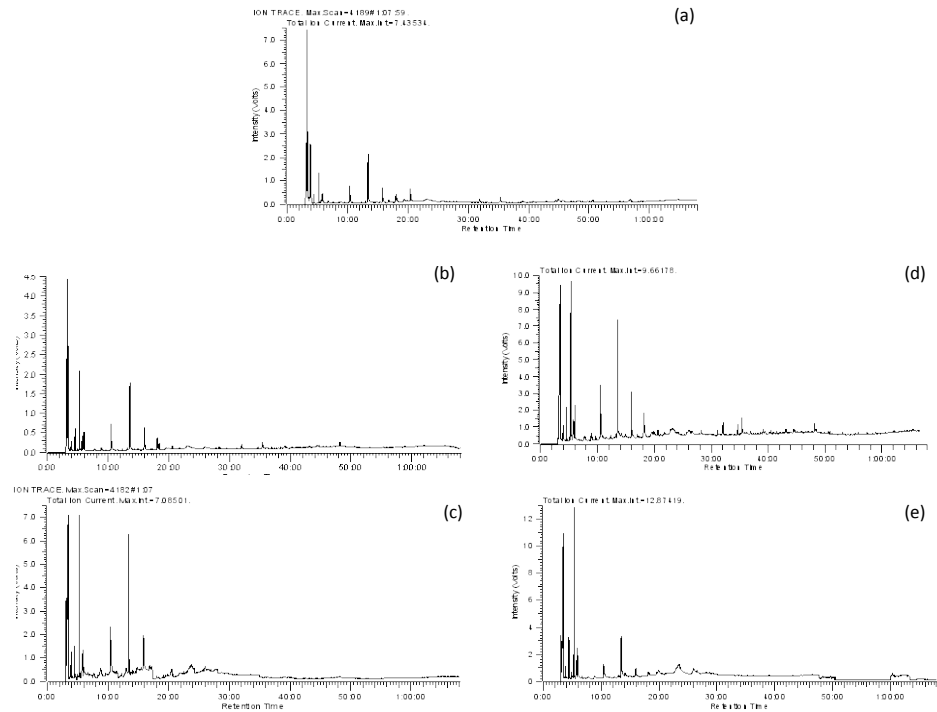 ION TRACE. Max.Scan=4189#1:07:59.
Total Ion Current. Max.Int=7.43534.
(a)
Intensity (Volts)
7.0
6.0
5.0
4.0
3.0
2.0
1.0
0.0
0:00 10:00 20:00 30:00 40:00 50:00 1:00:00
Retention Time
(b)
4.5
4.0
3.5
3.0
2.5
2.0
1.5
1.0
0.5
0.0
0:00 10:00 20:00 30:00 40:00 50:00 1:00:00
(d)
Total Ion Current. Max.Int=9.66178.
Intensity (Volts)
10.0
9.0
8.0
7.0
6.0
5.0
4.0
3.0
2.0
1.0
0.0
0:00 10:00 20:00 30:00 40:00 50:00 1:00:00
Retention Time
ION TRACE: Max.Scan=4182#1:07
Total Ion Current. Max.Int=7.08501.
(c)
7.0
6.0
5.0
4.0
3.0
2.0
1.0
0.0
0:00 10:00 20:00 30:00 40:00 50:00 1:00:00
Retention Time
Total Ion Current. Max.Int=12.87419.
(e)
Intensity (Volts)
12
10
8
6
4
2
0
0:00 10:00 20:00 30:00 40:00 50:00 1:00:00
Retention Time